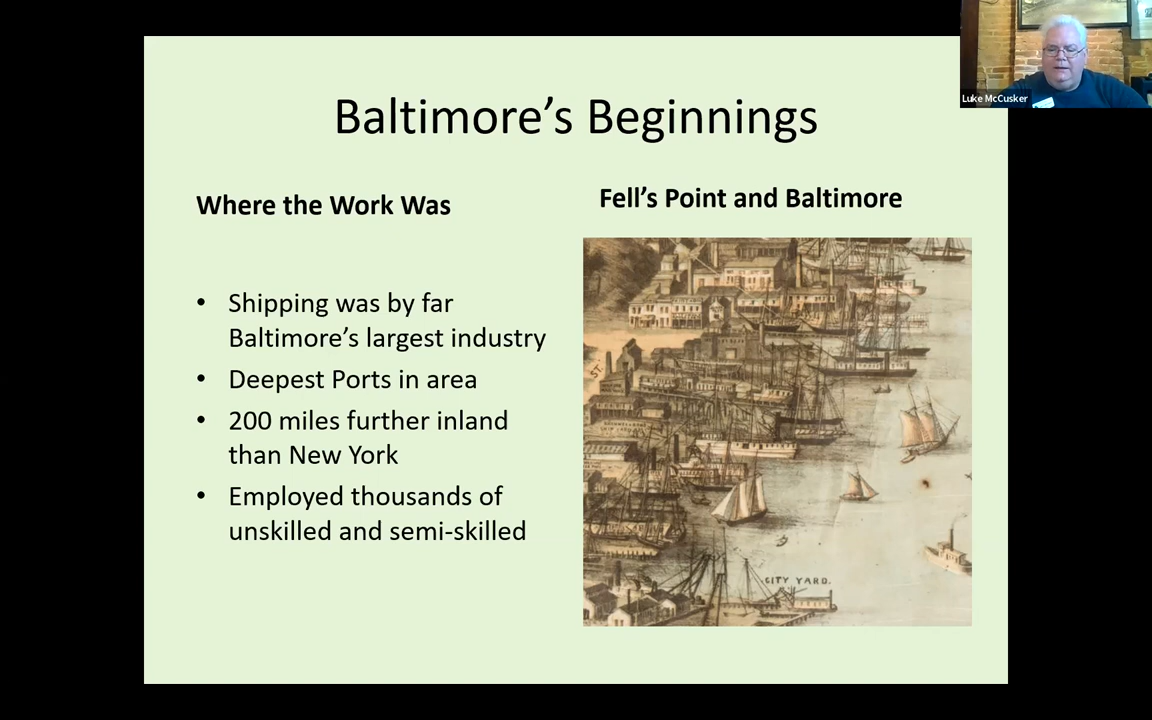 Luke McCusker
Baltimore's Beginnings
Where the Work Was
• Shipping was by far
Baltimore's largest industry
• Deepest Ports in area
• 200 miles further inland
than New York
• Employed thousands of
unskilled and semi-skilled
Fell's Point and Baltimore
ST.
CITY YARD.